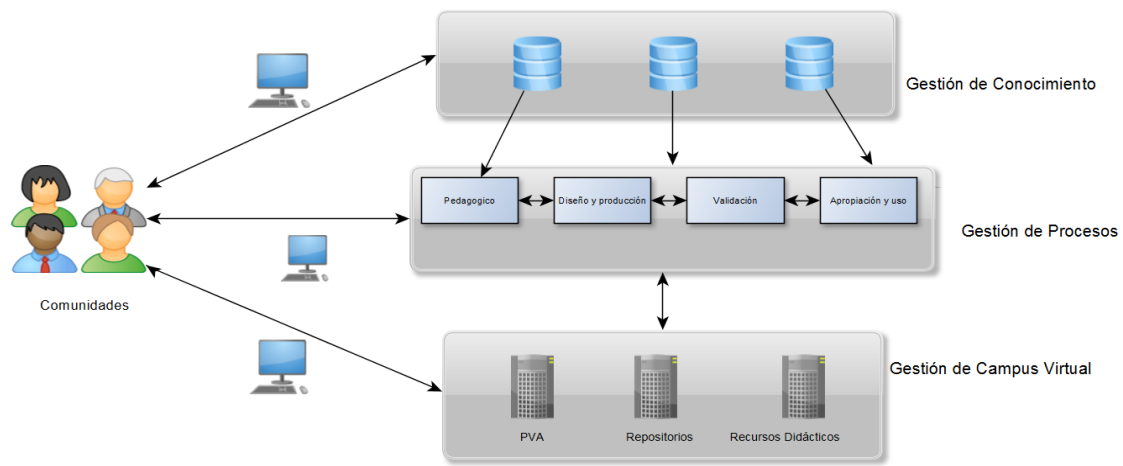 Gestión de Conocimiento
Pedagogico
Diseño y producción
Validación
Apropiación y uso
Gestión de Procesos
Comunidades
Gestión de Campus Virtual
PVA
Repositorios
Recursos Didácticos